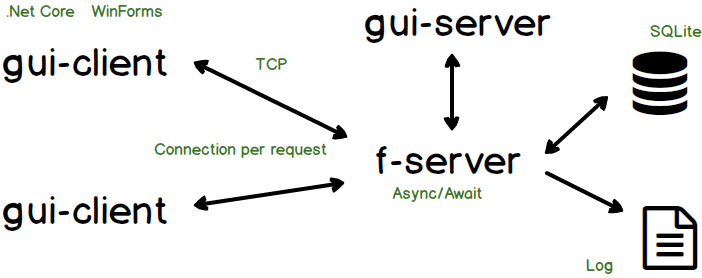 .Net Core WinForms
gui-server
SQLite
gui-client
TCP
Connection per request
f-server
Async/Await
gui-client
Log